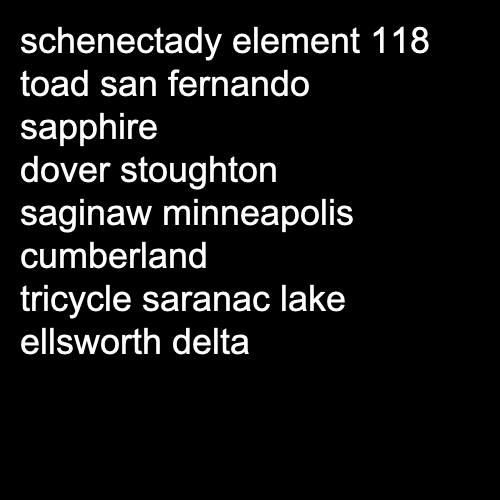 schenectady element 118
toad san fernando
sapphire
dover stoughton
saginaw minneapolis
cumberland
tricycle saranac lake
ellsworth delta